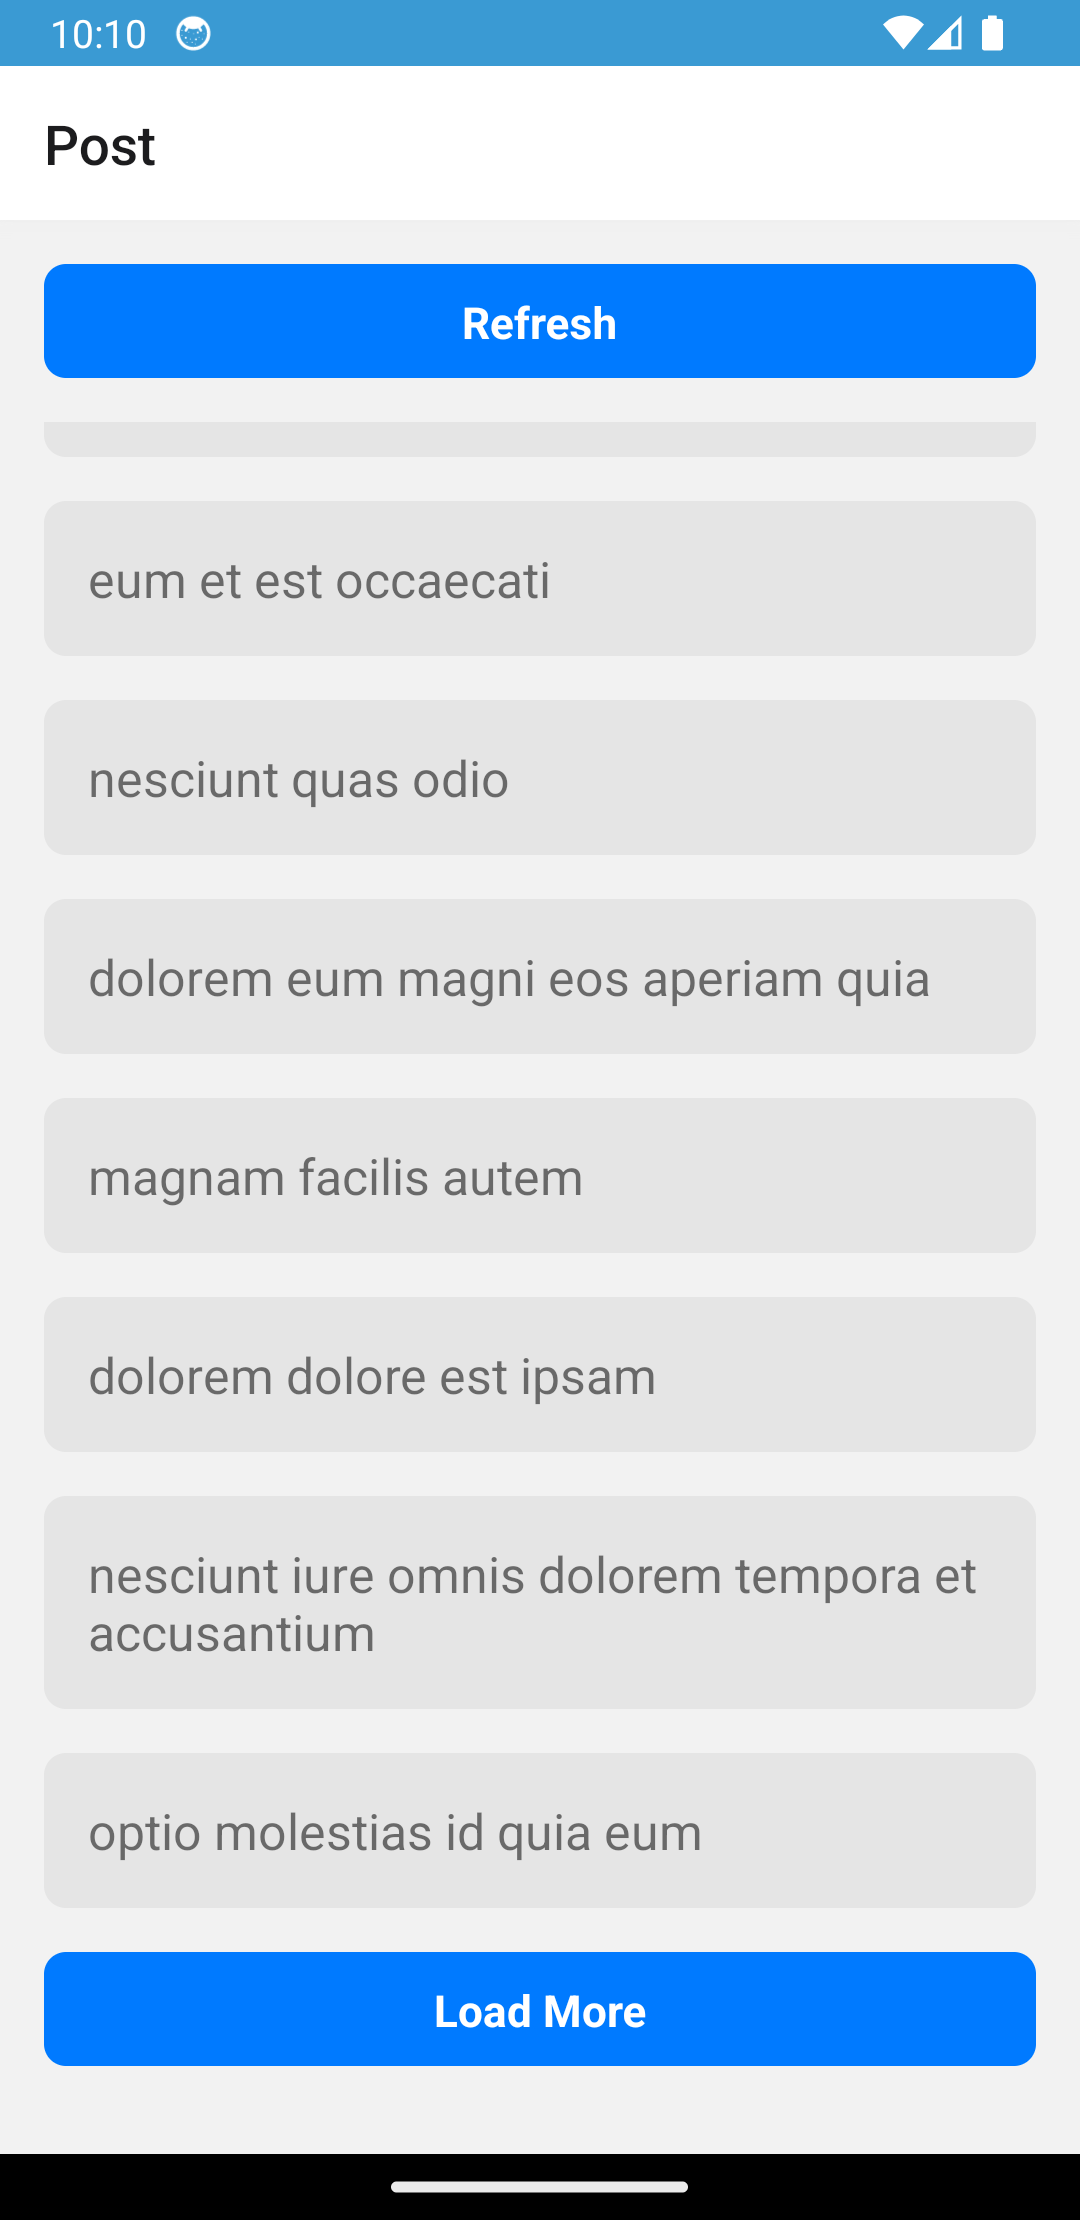 10:10
Post
Refresh
eum et est occaecati
nesciunt quas odio
dolorem eum magni eos aperiam quia
magnam facilis autem
dolorem dolore est ipsam
nesciunt iure omnis dolorem tempora et
accusantium
optio molestias id quia eum
Load More